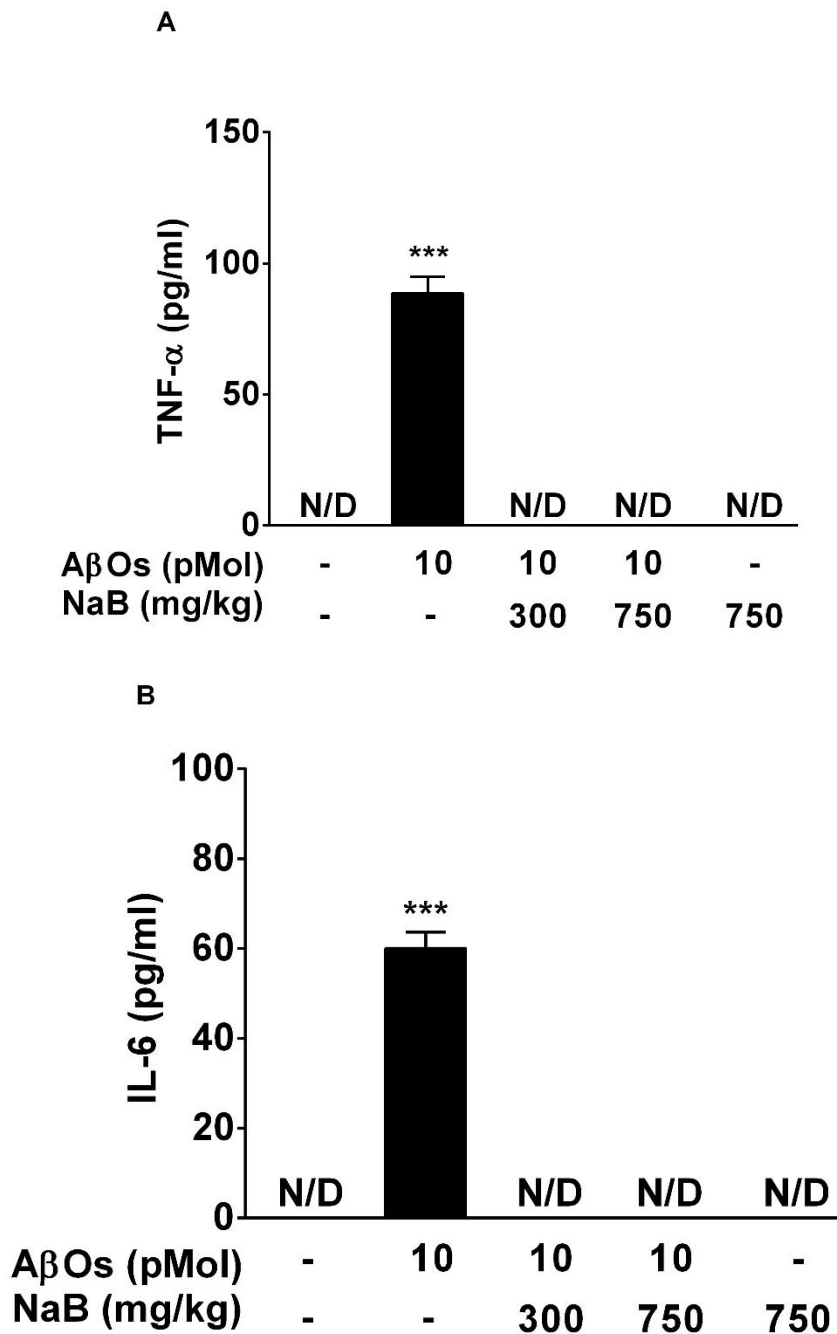 A
150
100
50
0
TNF-α (pg/ml)
***
N/D N/D N/D N/D
AβOs (pMol) - 10 10 10 -
NaB (mg/kg) - - 300 750 750
B
100
80
60
40
20
0
IL-6 (pg/ml)
***
N/D N/D N/D N/D
AβOs (pMol) - 10 10 10 -
NaB (mg/kg) - - 300 750 750